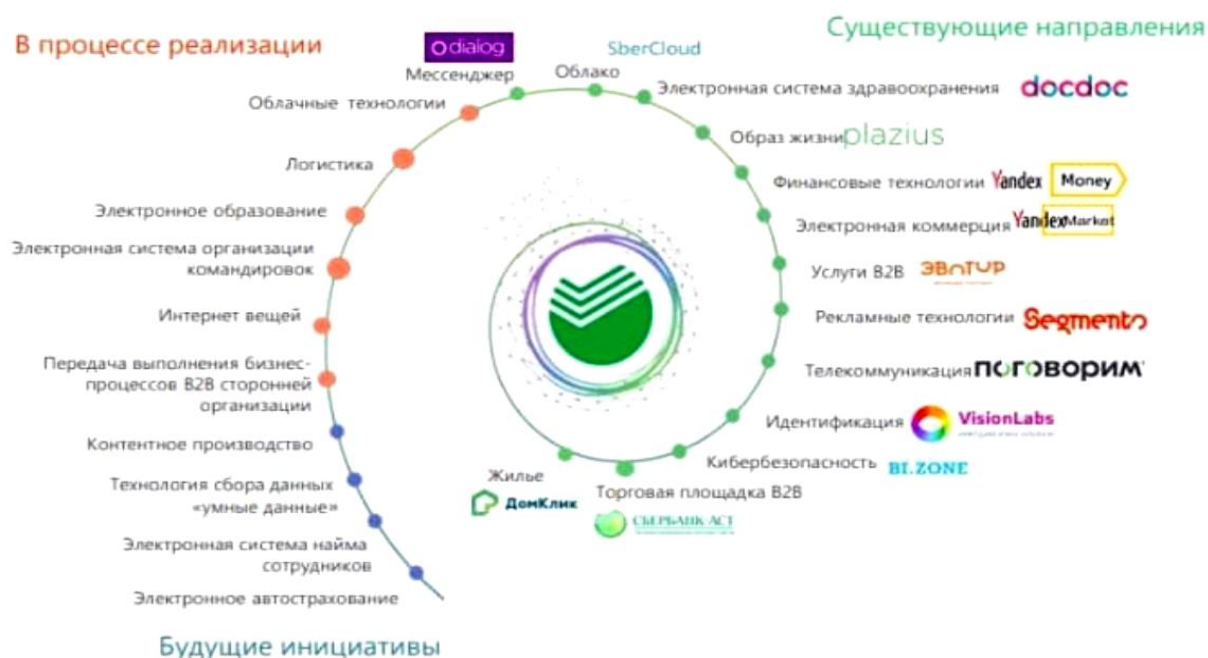 В процессе реализации
Существующие направления
dialog
SberCloud
Мессенджер
Облако
Облачные технологии
Электронная система здравоохранения
docdoc
Логистика
Образ жизни
plazius
Электронное образование
Финансовые технологии
Yandex Money
Электронная система организации
командировок
Электронная коммерция
Yandex Market
Интернет вещей
Услуги B2B
ЭВОТОР
Передача выполнения бизнес-
процессов B2B сторонней
организации
Рекламные технологии
Segmento
Контентное производство
Телекоммуникация
ПОГОВОРИМ
Технология сбора данных
«умные данные»
Идентификация
VisionLabs
Электронная система найма
сотрудников
Кибербезопасность
BI.ZONE
Электронное автострахование
Жилье
ДомКлик
Торговая площадка B2B
СБЕРБАНК-АСТ
Будущие инициативы